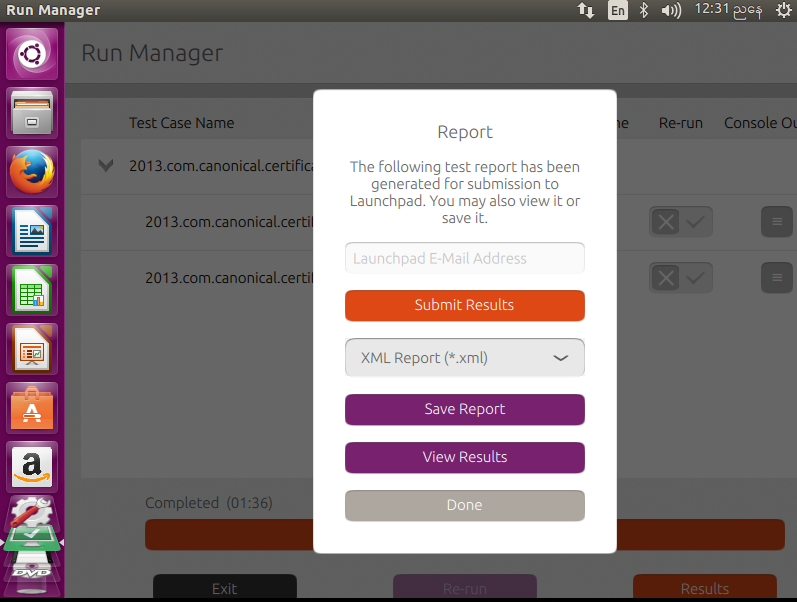 Run Manager
En
12:31 ညနေ
Run Manager
Test Case Name
Re-run
Console Ou
2013.com.canonical.certifica
2013.com.canonical.certif
2013.com.canonical.certif
Report
The following test report has been
generated for submission to
Launchpad. You may also view it or
save it.
Launchpad E-Mail Address
Submit Results
XML Report (*.xml)
Save Report
View Results
Done
Completed (01:36)
Exit
Re-run
Results
A
a
DVD